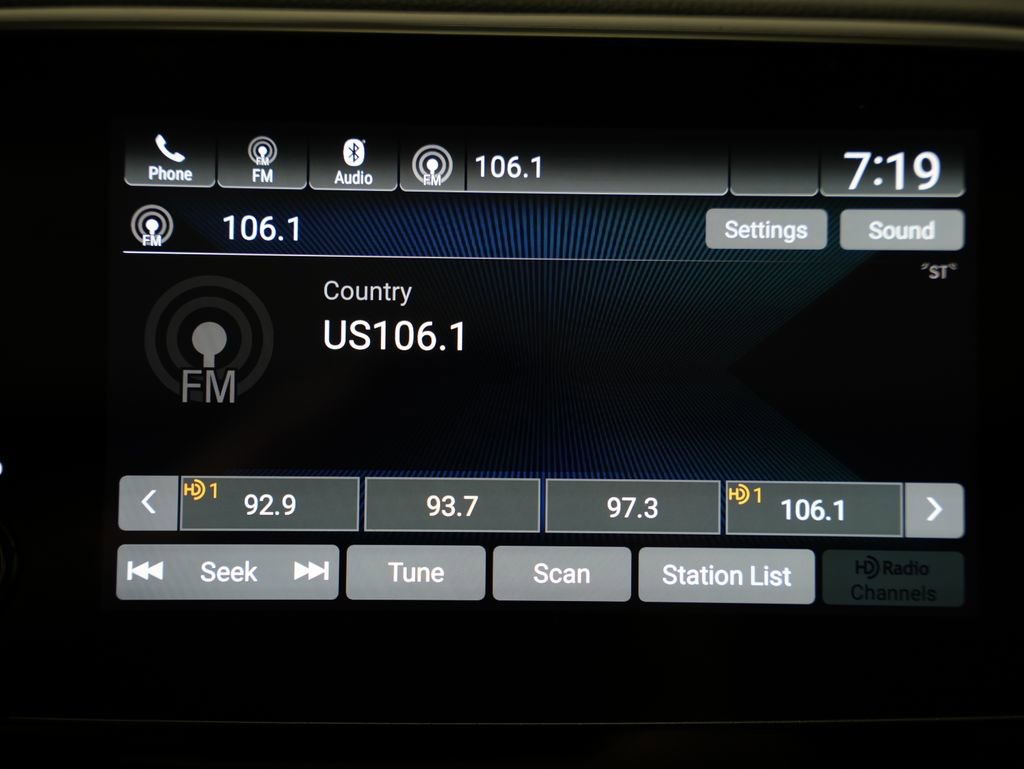 Phone
FM
FM
Audio
FM
106.1
7:19
FM
106.1
Settings
Sound
"ST"
Country
US106.1
FM
HD 1
92.9
93.7
97.3
HD 1
106.1
Seek
Tune
Scan
Station List
HD Radio
Channels